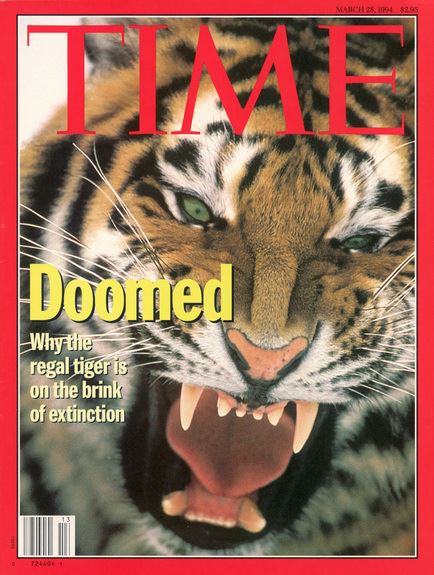 MARCH 28, 1994 $2.95
TIME
Doomed
Why the
regal tiger is
on the brink
of extinction
13
0 724404 1